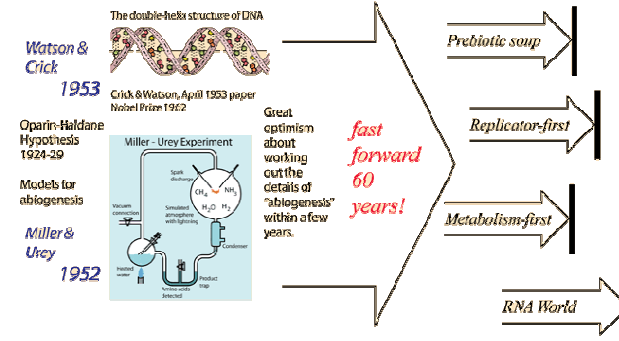 The double-helix structure of DNA
Watson &
Crick
1953
Crick & Watson, April 1953 paper
Nobel Prize 1962
Oparin-Haldane
Hypothesis
1924-29
Models for
abiogenesis
Miller &
Urey
1952
Miller - Urey Experiment
Spark
discharge
CH4
NH3
H2O
H2
Vacuum
connection
Simulated
atmosphere
with lightning
Condenser
Heated
water
Product
trap
Amino acids
detected
Great
optimism
about
working
out the
details of
"abiogenesis"
within a few
years.
fast
forward
60
years!
Prebiotic soup
Replicator-first
Metabolism-first
RNA World